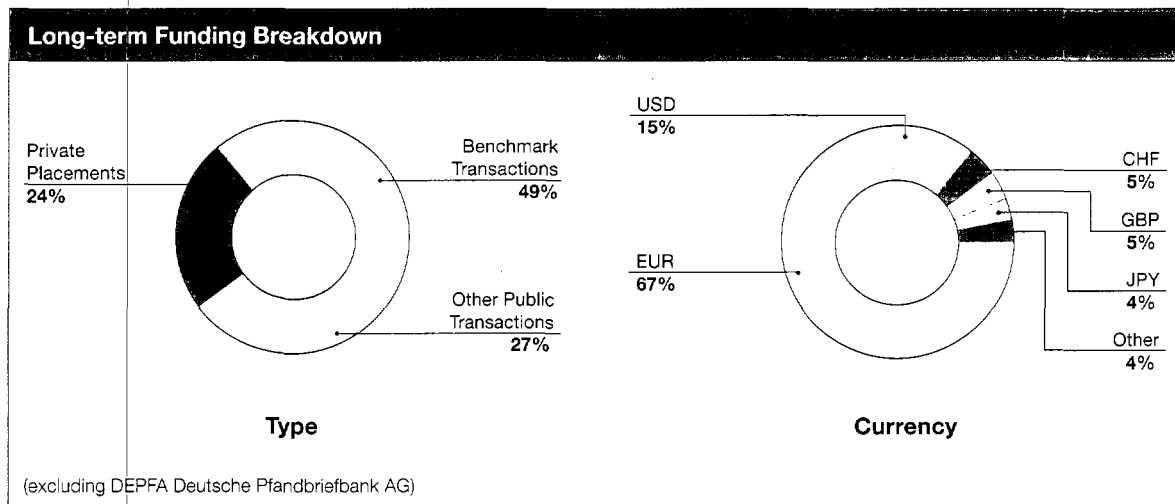 Long-term Funding Breakdown
Private
Placements
24%
Benchmark
Transactions
49%
Other Public
Transactions
27%
Type
USD
15%
EUR
67%
CHF
5%
GBP
5%
JPY
4%
Other
4%
Currency
(excluding DEPFA Deutsche Pfandbriefbank AG)